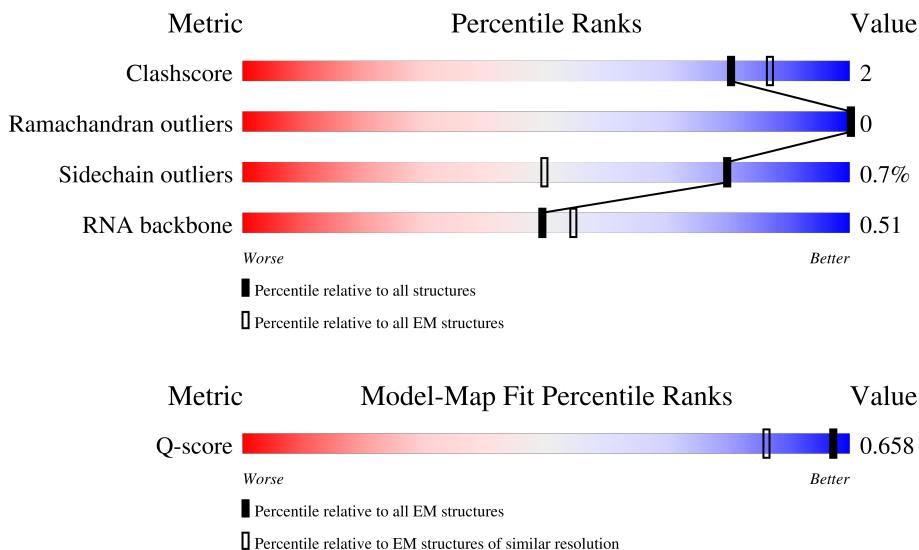 Metric Percentile Ranks Value
Clashscore 2
Ramachandran outliers 0
Sidechain outliers 0.7%
RNA backbone 0.51
Worse Better
Percentile relative to all structures
Percentile relative to all EM structures
Metric Model-Map Fit Percentile Ranks Value
Q-score 0.658
Worse Better
Percentile relative to all EM structures
Percentile relative to EM structures of similar resolution